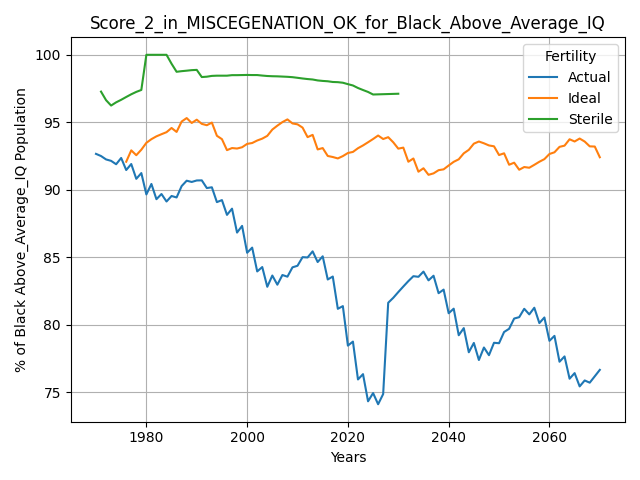 Score_2_in_MISCEGENATION_OK_for_Black_Above_Average_IQ
% of Black Above_Average_IQ Population
100
95
90
85
80
75
Fertility
Actual
Ideal
Sterile
1980
2000
2020
2040
2060
Years